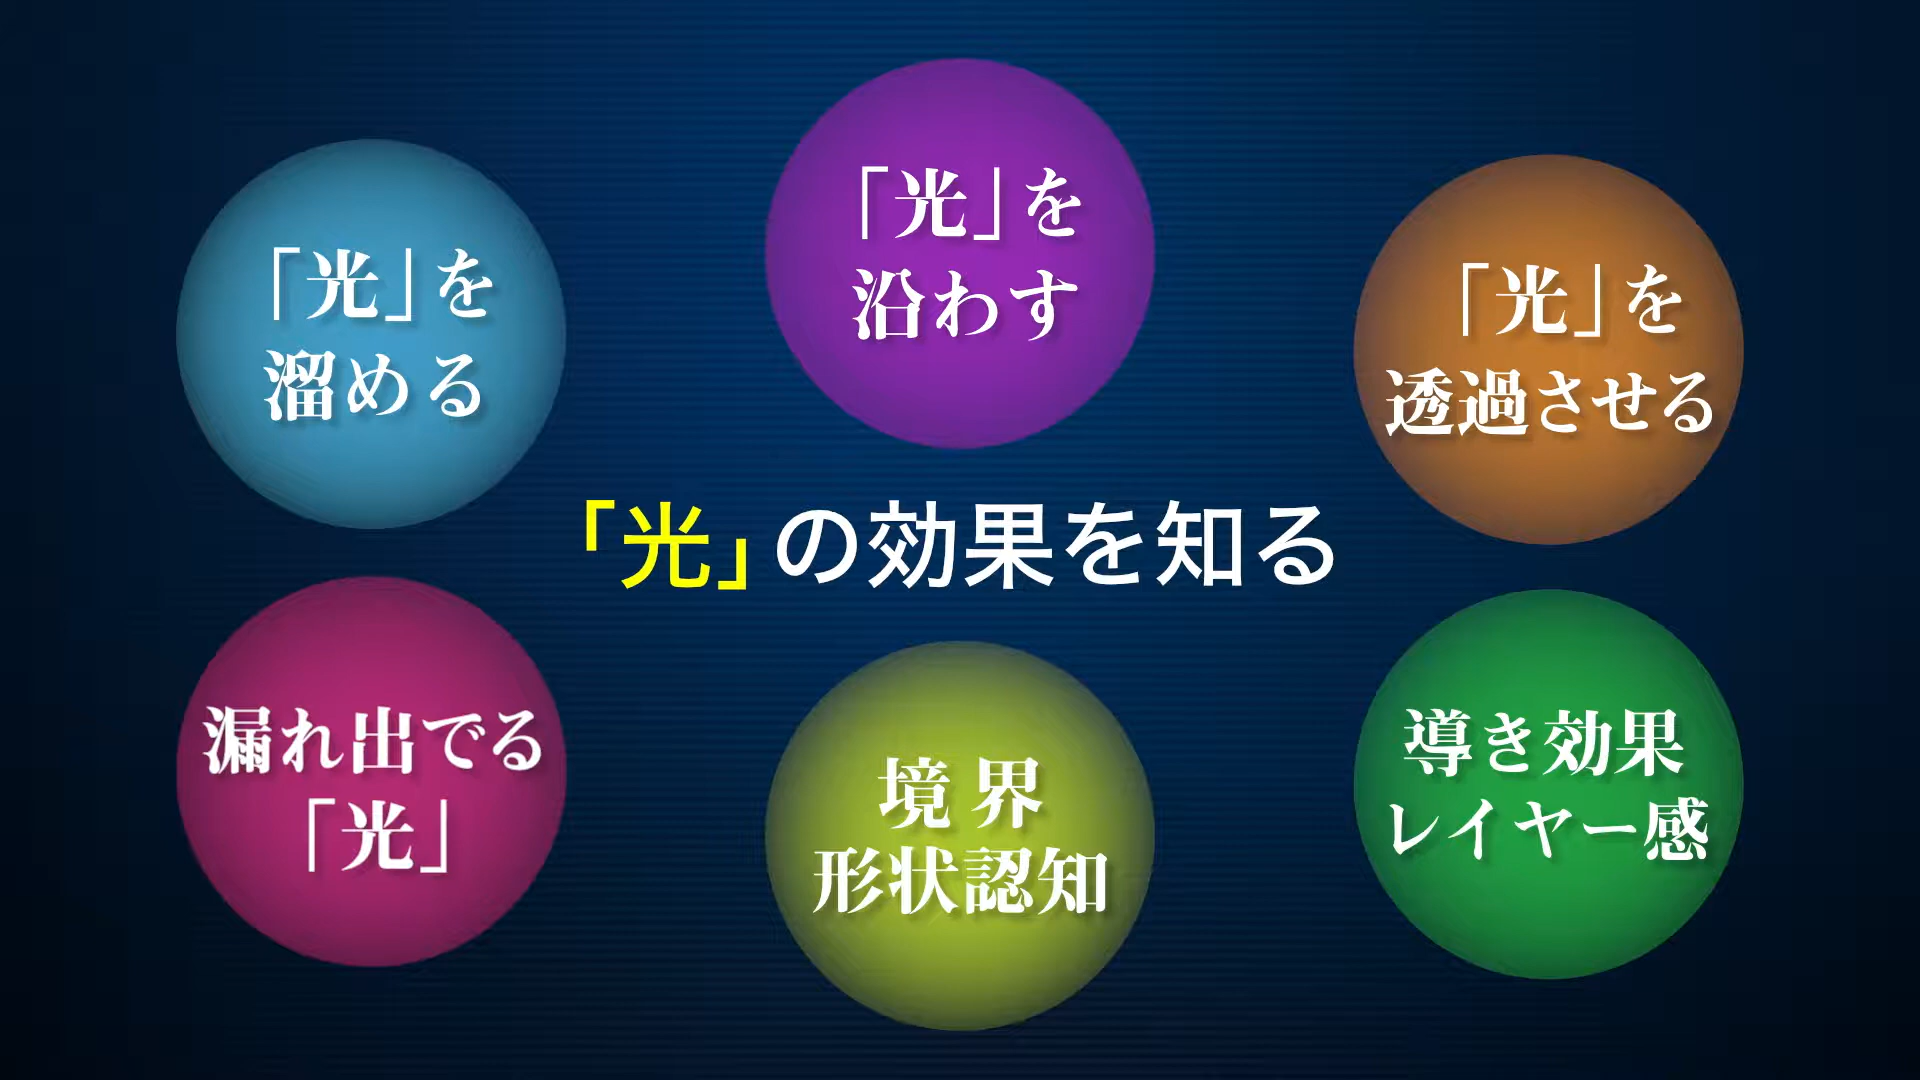 「光」を
溜める
「光」を
沿わす
「光」を
透過させる
「光」の効果を知る
漏れ出でる
「光」
境界
形状認知
導き効果
レイヤー感